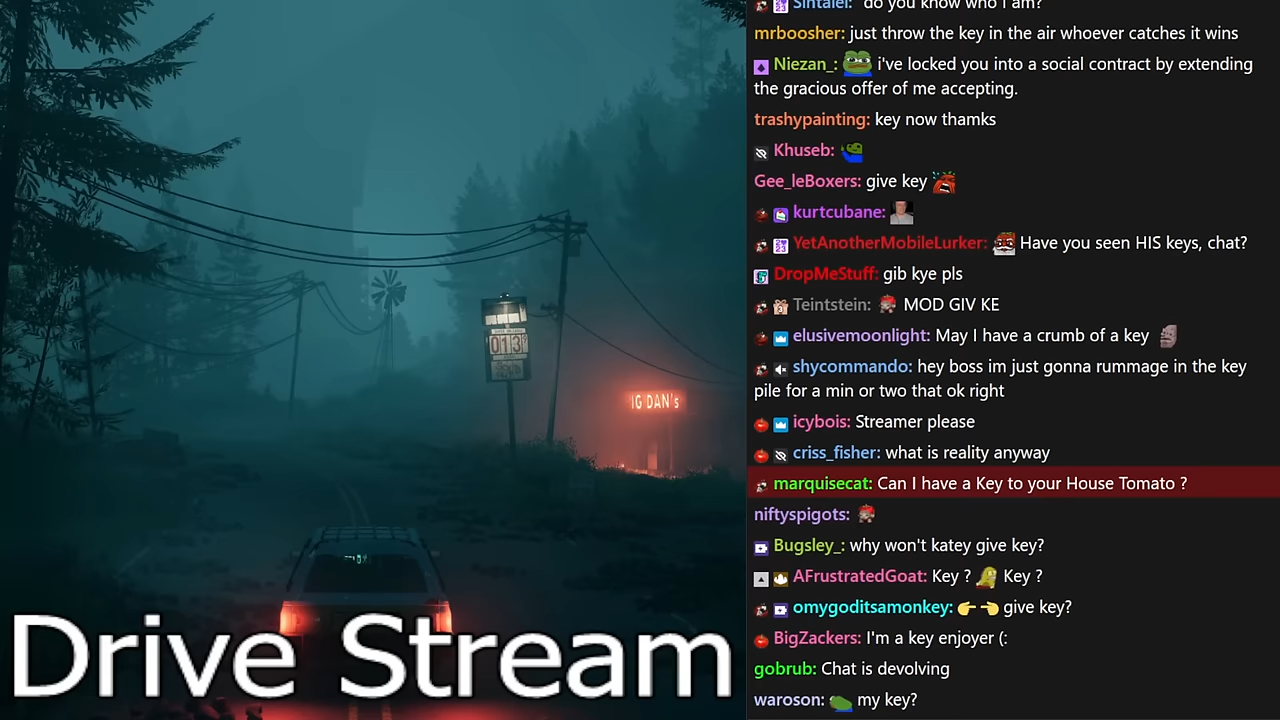 Sintalei: do you know who I am?
mrboosher: just throw the key in the air whoever catches it wins
Niezan_: i've locked you into a social contract by extending
the gracious offer of me accepting.
trashypainting: key now thanks
Khuseb:
Gee_leBoxers: give key
kurtcubane:
YetAnotherMobileLurker: Have you seen HIS keys, chat?
DropMeStuff: gib kye pls
Teintstein: MOD GIV KE
elusivemoonlight: May I have a crumb of a key
shycommando: hey boss im just gonna rummage in the key
pile for a min or two that ok right
icybois: Streamer please
criss_fisher: what is reality anyway
marquisecat: Can I have a Key to your House Tomato ?
niftyspigots:
Bugsley_: why won't katey give key?
AFrustratedGoat: Key ? Key ?
omygoditsamonkey: give key?
BigZackers: I'm a key enjoyer (:
gobrub: Chat is devolving
waroson: my key?
013
IG DAN's
Drive Stream